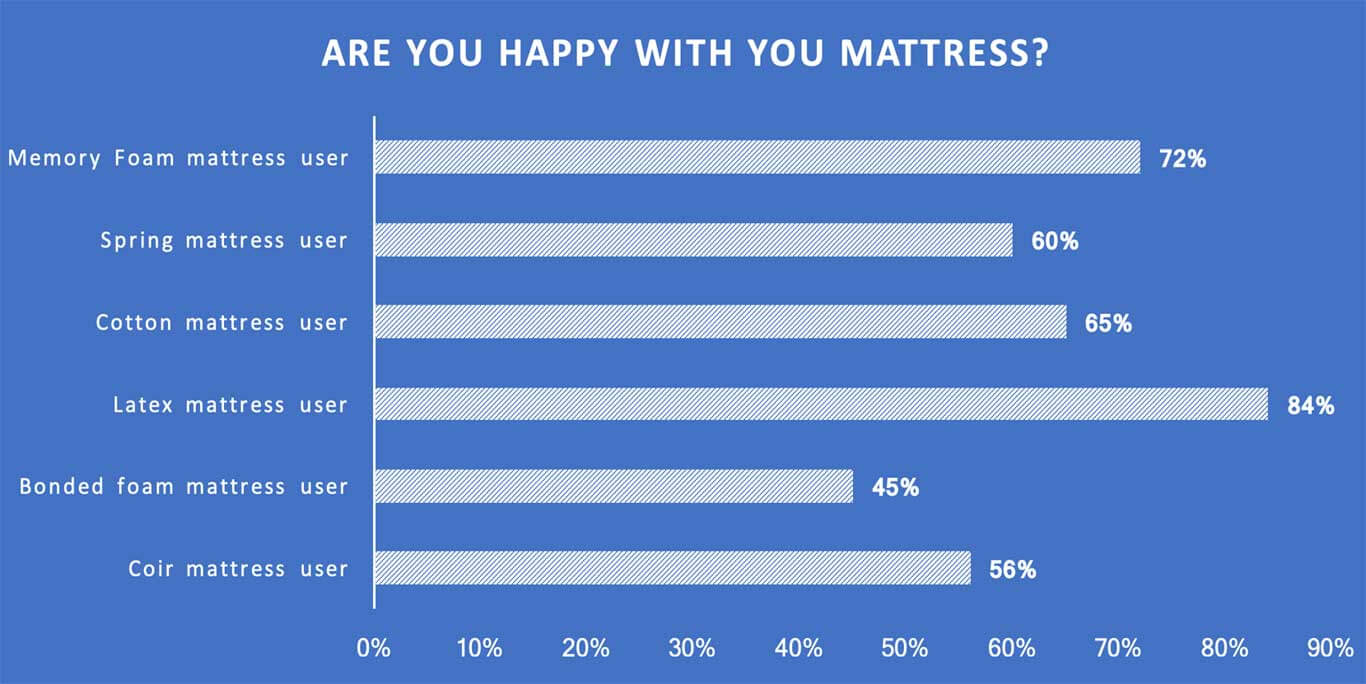 ARE YOU HAPPY WITH YOU MATTRESS?
Memory Foam mattress user 72%
Spring mattress user 60%
Cotton mattress user 65%
Latex mattress user 84%
Bonded foam mattress user 45%
Coir mattress user 56%
0% 10% 20% 30% 40% 50% 60% 70% 80% 90%